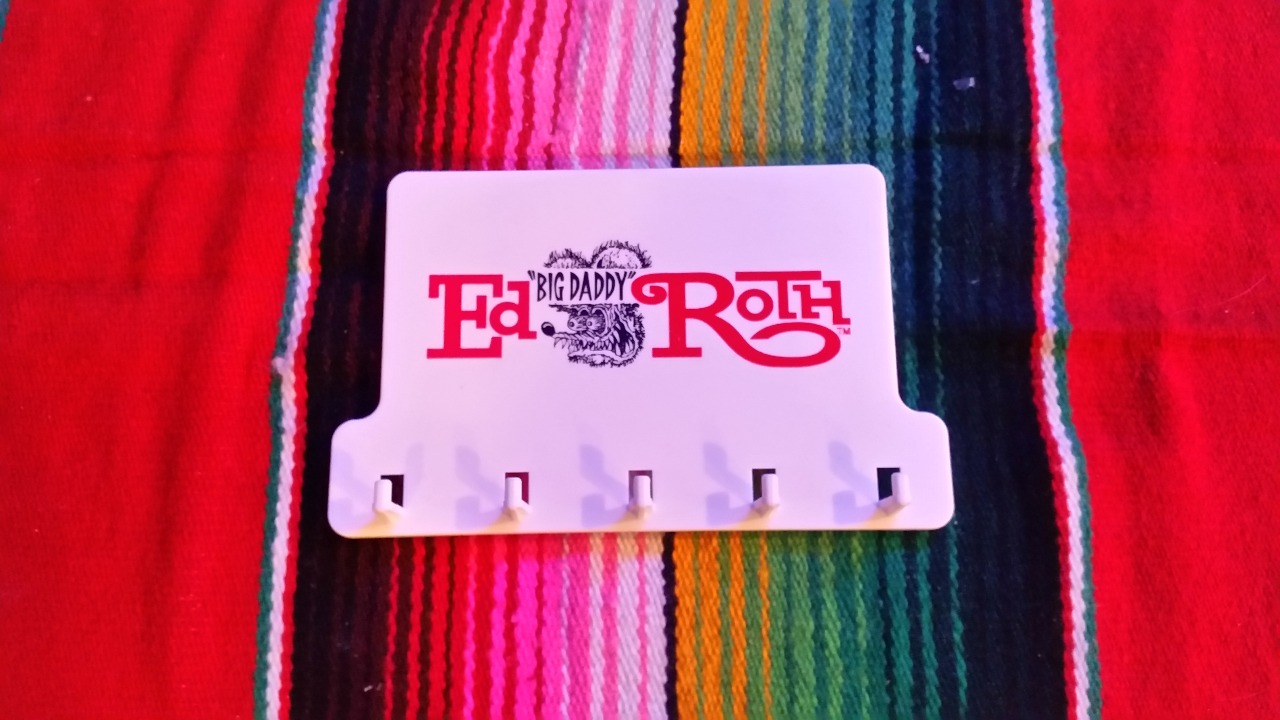 Ed "BIG DADDY" Roth™